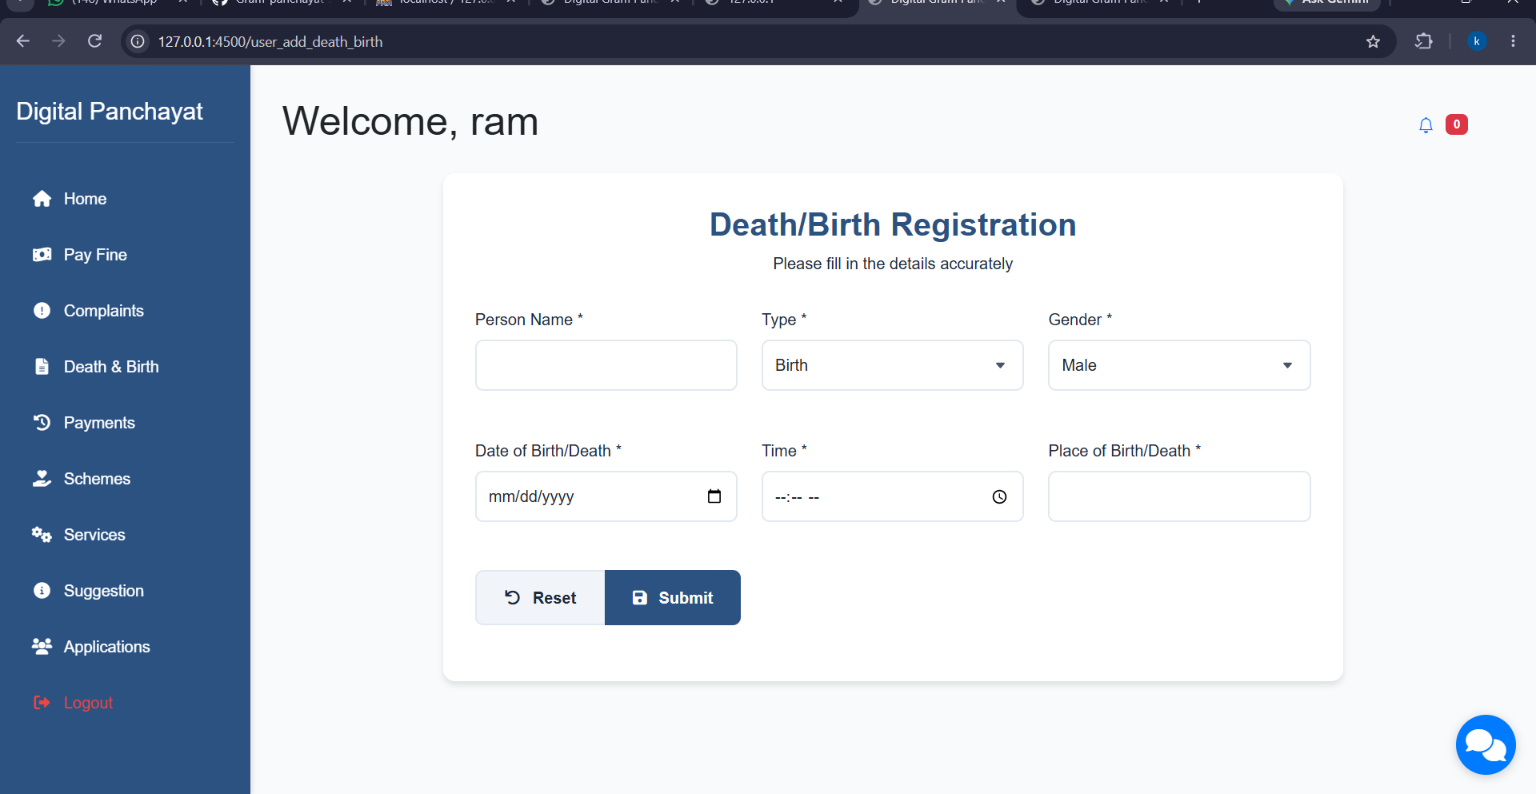 127.0.0.1:4500/user_add_death_birth
k
Digital Panchayat
Home
Pay Fine
Complaints
Death & Birth
Payments
Schemes
Services
Suggestion
Applications
Logout
Welcome, ram
0
Death/Birth Registration
Please fill in the details accurately
Person Name * Type * Gender *
Birth Male
Date of Birth/Death * Time * Place of Birth/Death *
mm/dd/yyyy --:-- --
Reset Submit